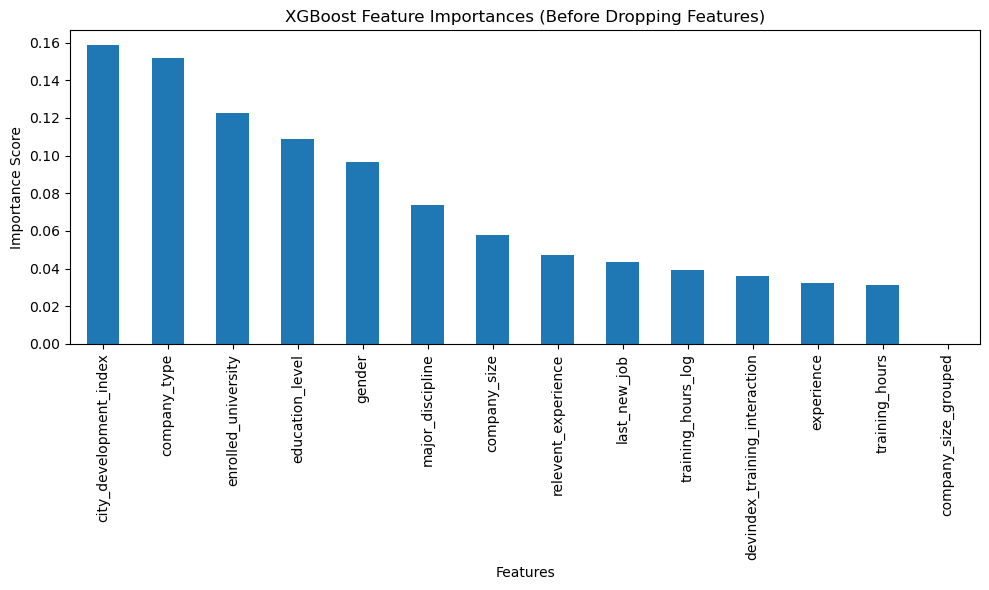 XGBoost Feature Importances (Before Dropping Features)
Importance Score
0.16
0.14
0.12
0.10
0.08
0.06
0.04
0.02
0.00
city_development_index
company_type
enrolled_university
education_level
gender
major_discipline
company_size
relevent_experience
last_new_job
training_hours_log
devindex_training_interaction
experience
training_hours
company_size_grouped
Features